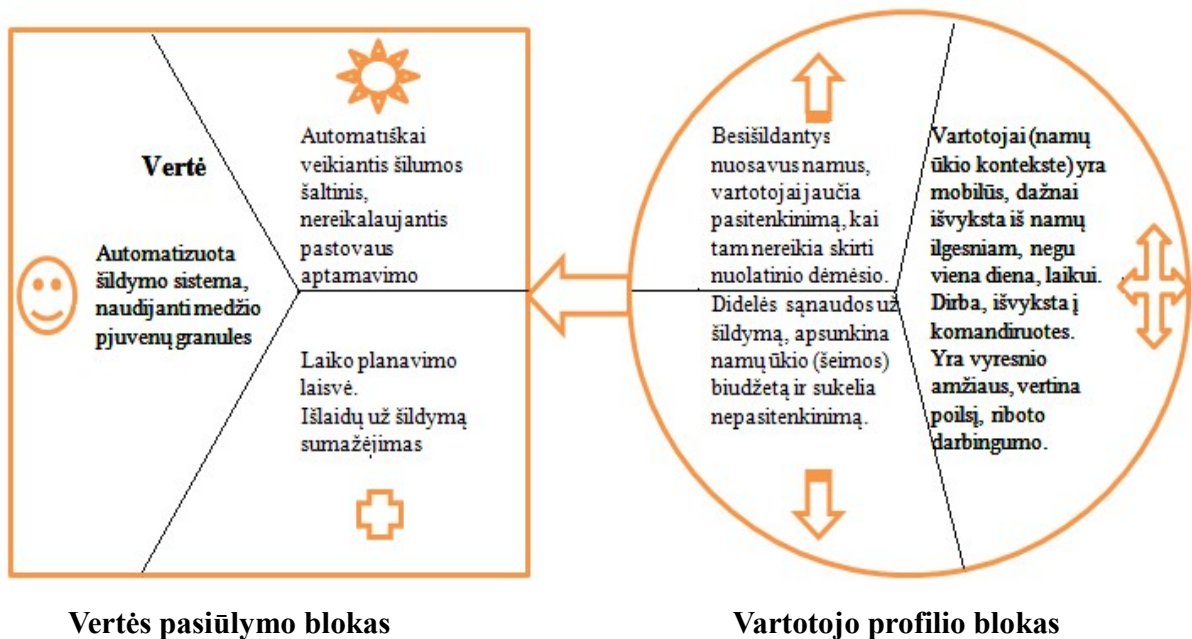 Vertė
Automatizuota
šildymo sistema,
naudijanti medžio
pjuvenų granules
Automatiškai
veikiantis šilumos
šaltinis,
nereikalaujantis
pastovaus
aptamavimo
Laiko planavimo
laisvė.
Išlaidų už šildymą
sumažėjimas
Besišildantys
nuosavus namus,
vartotojai jaučia
pasitenkinimą, kai
tam nereikia skirti
nuolatinio dėmėsio.
Didelės sąnaudos už
šildymą, apsunkina
namų ūkio (šeimos)
biudžetą ir sukelia
nepasitenkinimą.
Vartotojai (namų
ūkio kontekste) yra
mobilūs, dažnai
išvyksta iš namų
ilgesniam, negu
viena diena, laikui.
Dirba, išvyksta į
komandiruotes.
Yra vyresnio
amžiaus, vertina
poilsį, riboto
darbingumo.
Vertės pasiūlymo blokas
Vartotojo profilio blokas